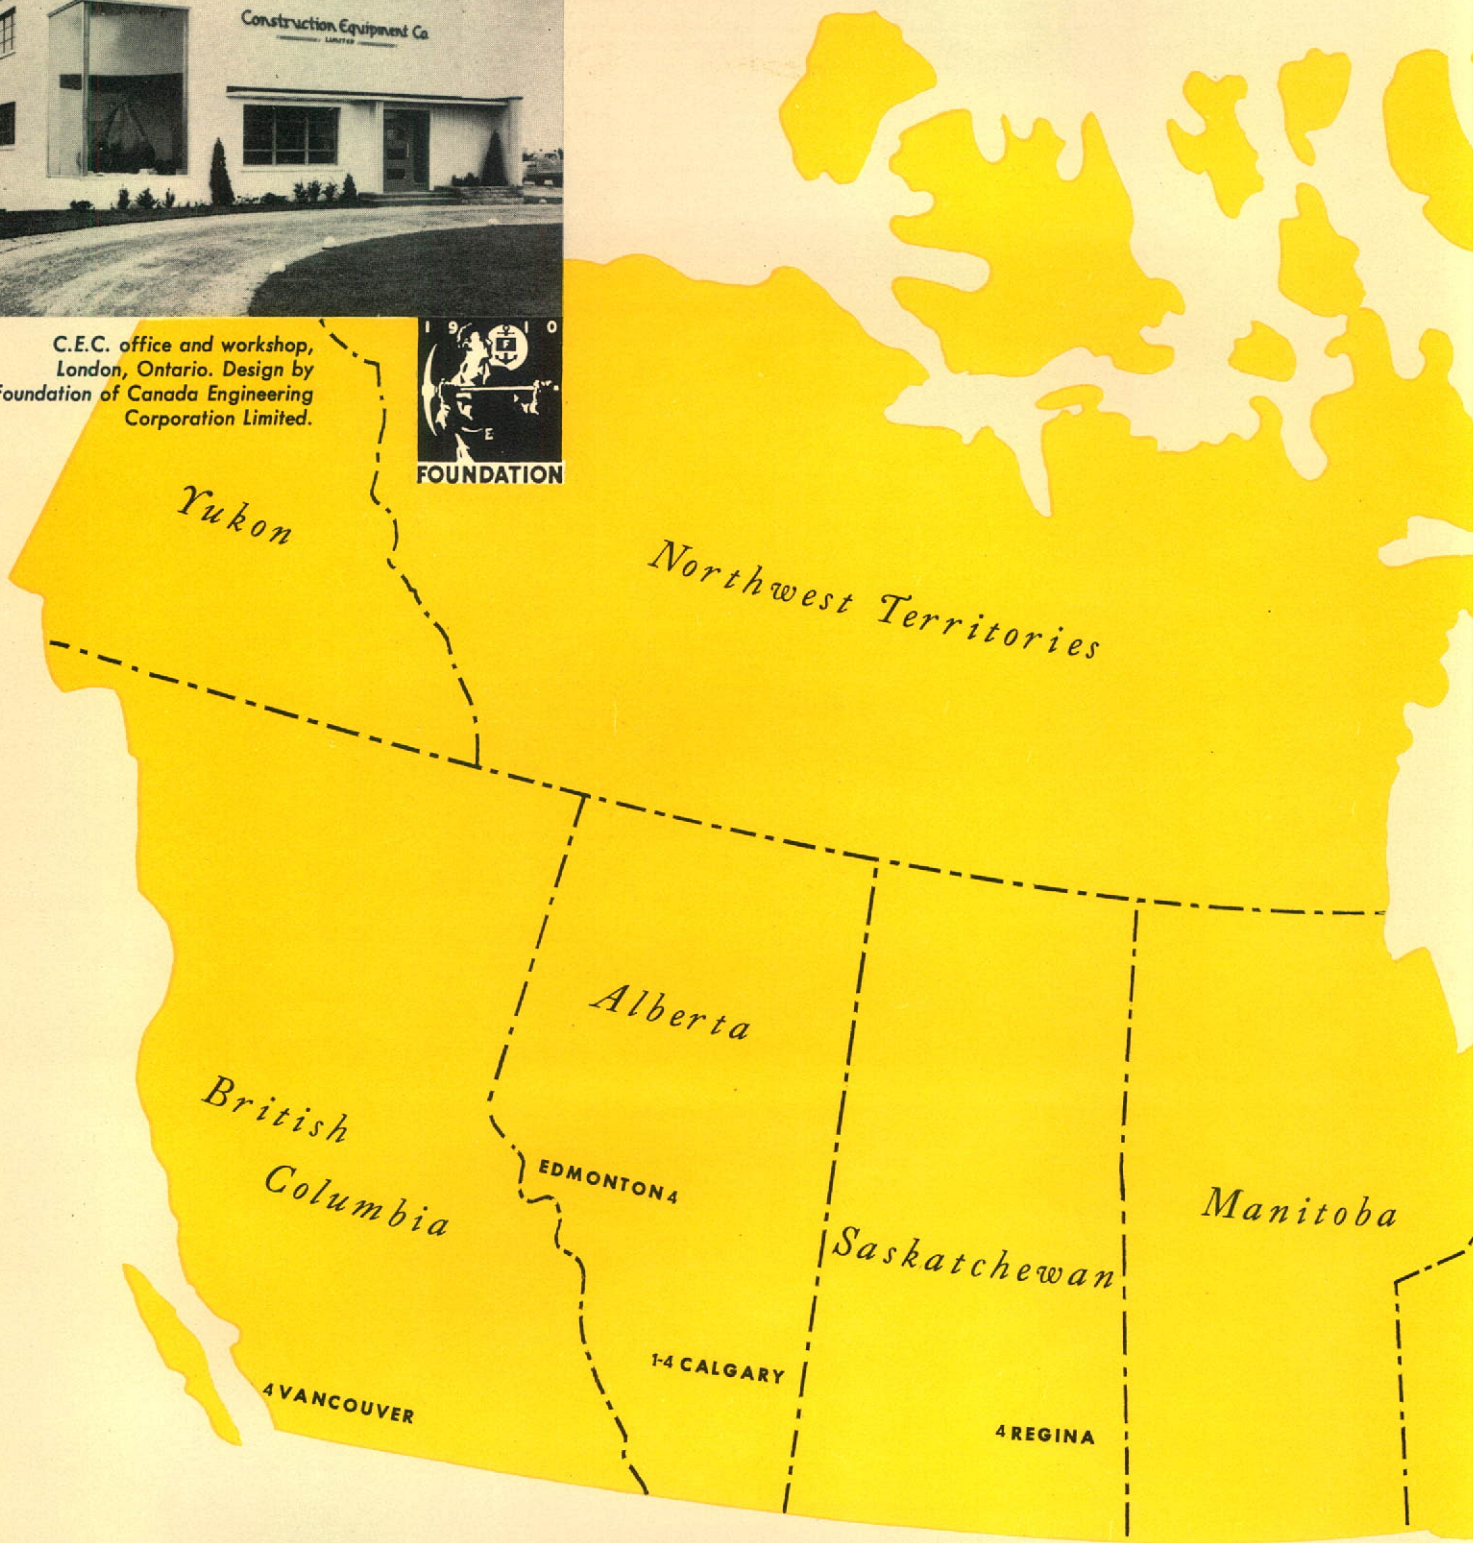 Construction Equipment Co
LIMITED
C.E.C. office and workshop,
London, Ontario. Design by
Foundation of Canada Engineering
Corporation Limited.
1910
F
E
FOUNDATION
Yukon
Northwest Territories
Alberta
British
Columbia
EDMONTON 4
Manitoba
Saskatchewan
1-4 CALGARY
4 VANCOUVER
4 REGINA